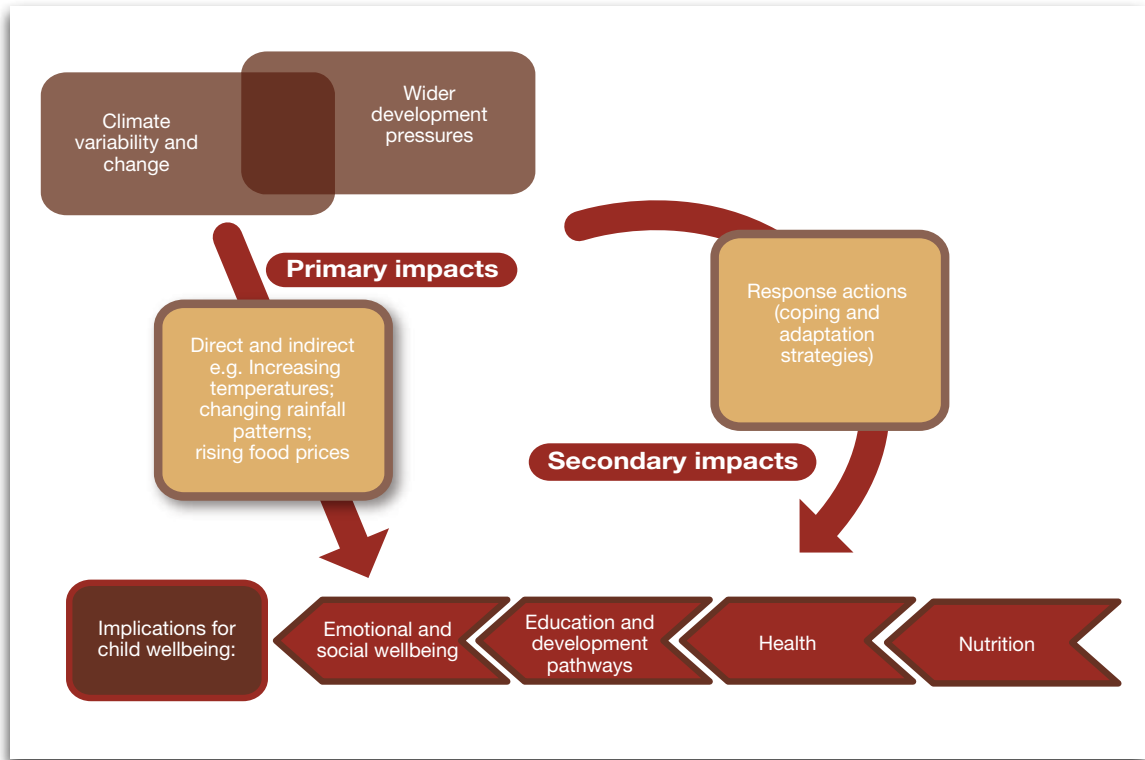 Climate
variability and
change
Wider
development
pressures
Primary impacts
Direct and indirect
e.g. Increasing
temperatures;
changing rainfall
patterns;
rising food prices
Response actions
(coping and
adaptation
strategies)
Secondary impacts
Implications for
child wellbeing:
Emotional and
social wellbeing
Education and
development
pathways
Health
Nutrition